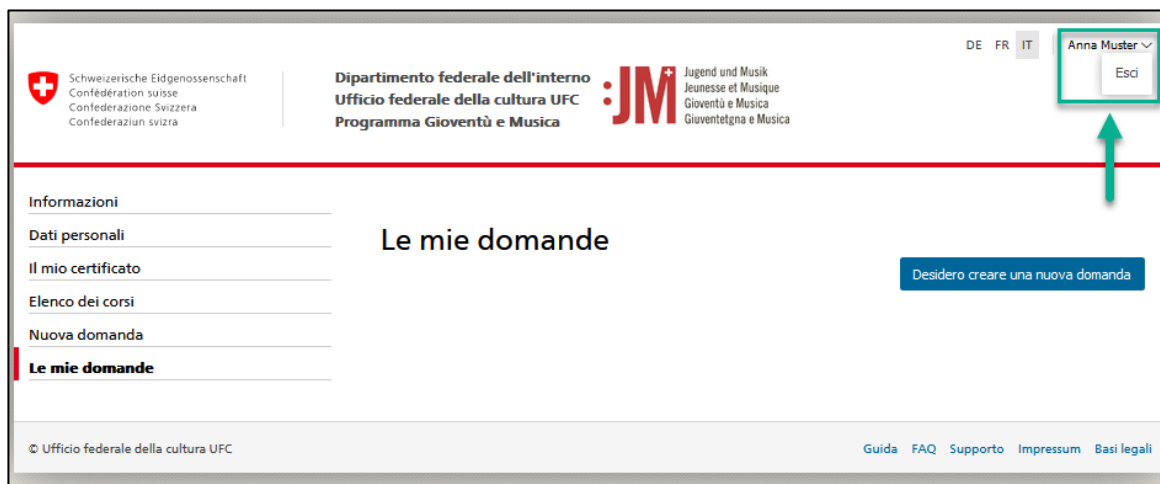 DE FR IT Anna Muster
Esci
Schweizerische Eidgenossenschaft
Confédération suisse
Confederazione Svizzera
Confederaziun svizra
Dipartimento federale dell'interno
Ufficio federale della cultura UFC
Programma Gioventù e Musica
:JM
Jugend und Musik
Jeunesse et Musique
Gioventù e Musica
Giuventetgna e Musica
Informazioni
Dati personali
Il mio certificato
Elenco dei corsi
Nuova domanda
Le mie domande
Le mie domande
Desidero creare una nuova domanda
© Ufficio federale della cultura UFC
Guida FAQ Supporto Impressum Basi legali